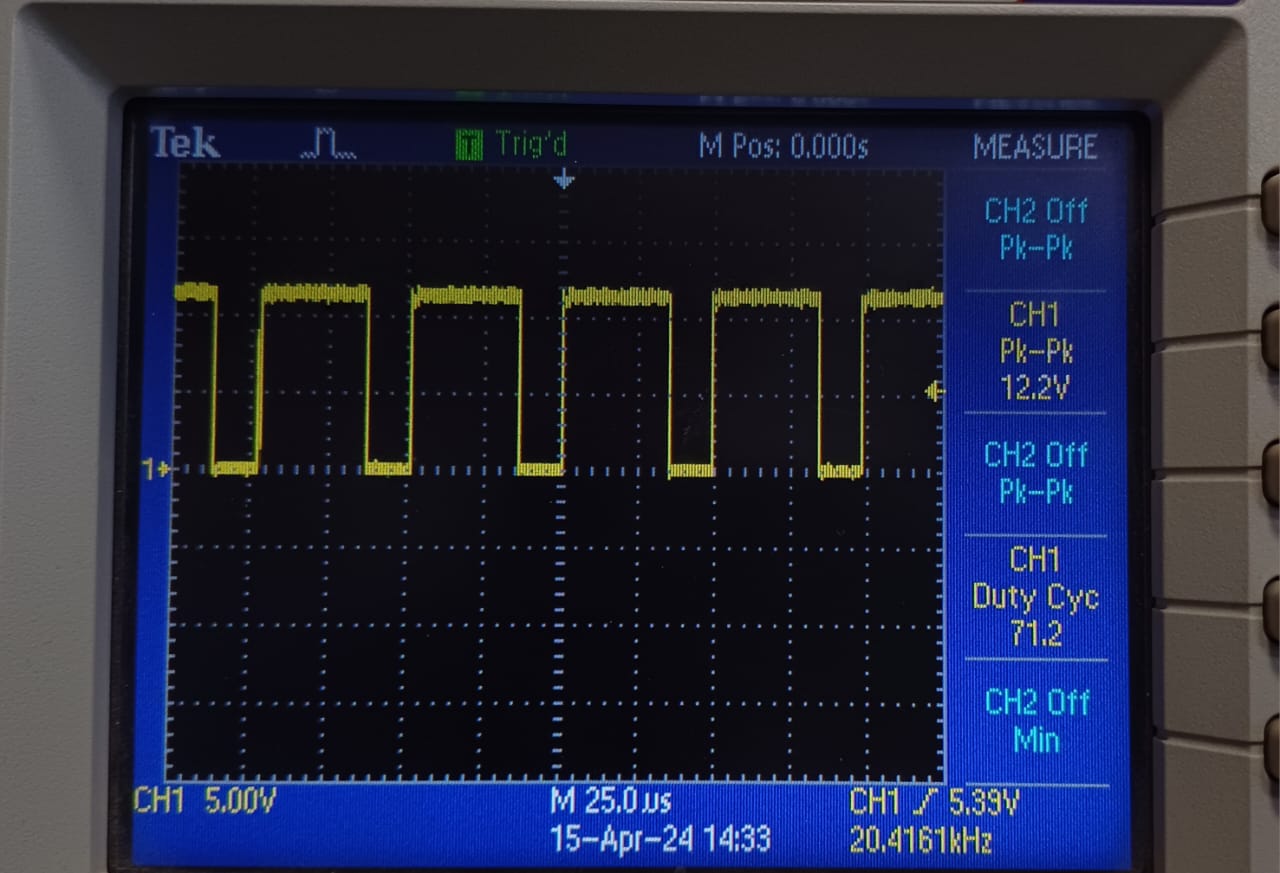 Tek
T Trig'd
M Pos: 0.000s
MEASURE
CH2 Off
Pk-Pk
CH1
Pk-Pk
12.2V
CH2 Off
Pk-Pk
CH1
Duty Cyc
71.2
CH2 Off
Min
1
CH1 5.00V
M 25.0µs
CH1 5.39V
15-Apr-24 14:33
20.4161kHz